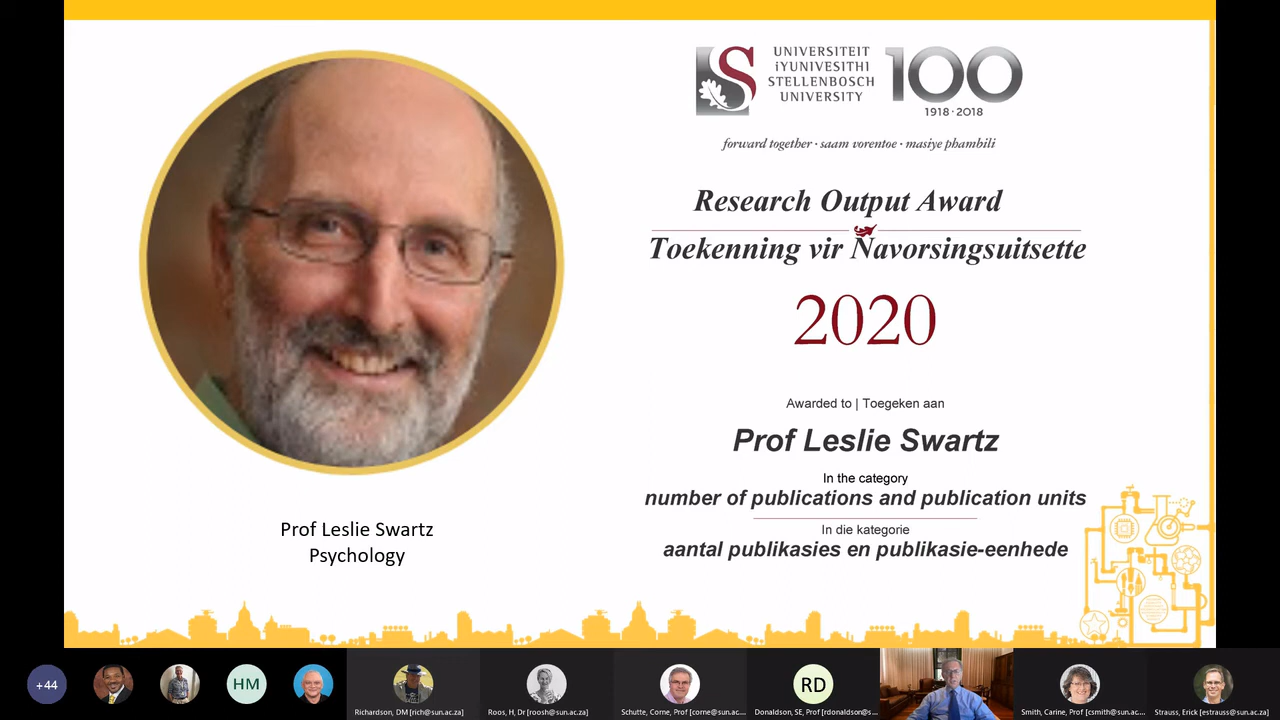 UNIVERSITEIT
iYUNIVESITHI
STELLENBOSCH
UNIVERSITY
100
1918·2018
forward together · saam vorentoe · masiye phambili
Research Output Award
Toekenning vir Navorsingsuitsette
2020
Awarded to | Toegeken aan
Prof Leslie Swartz
In the category
number of publications and publication units
In die kategorie
aantal publikasies en publikasie-eenhede
Prof Leslie Swartz
Psychology
+44
HM
RD
Richardson, DM [rich@sun.ac.za]
Roos, H, Dr [roosh@sun.ac.za]
Schutte, Corne, Prof [corne@sun.ac....
Donaldson, SE, Prof [rdonaldson@s...
Smith, Carine, Prof [csmith@sun.ac....
Strauss, Erick [estrauss@sun.ac.za]